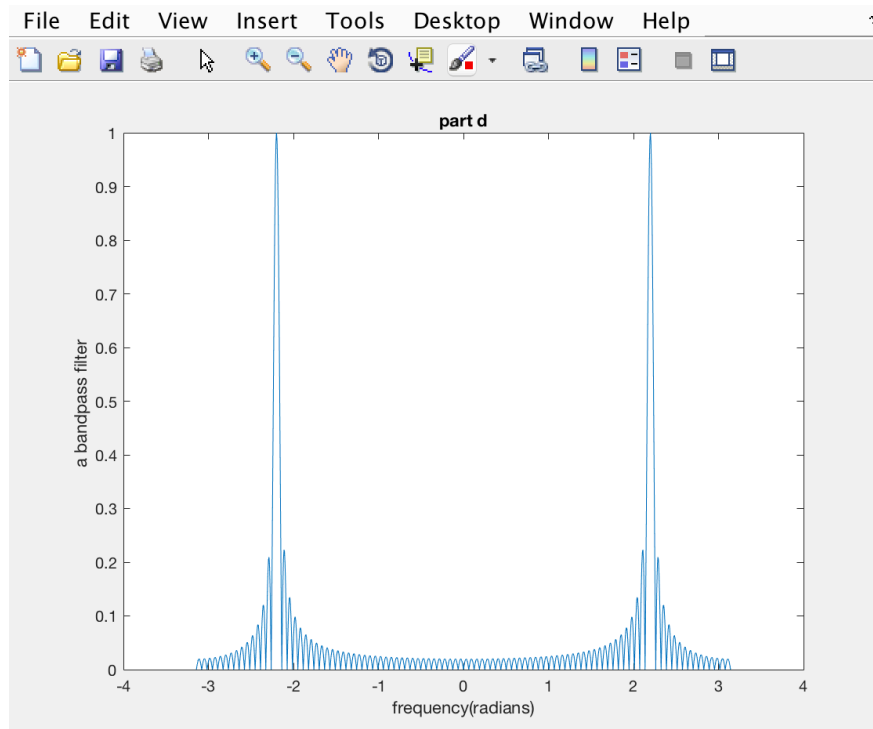 File Edit View Insert Tools Desktop Window Help
part d
1
0.9
0.8
0.7
0.6
0.5
0.4
0.3
0.2
0.1
0
a bandpass filter
-4 -3 -2 -1 0 1 2 3 4
frequency(radians)